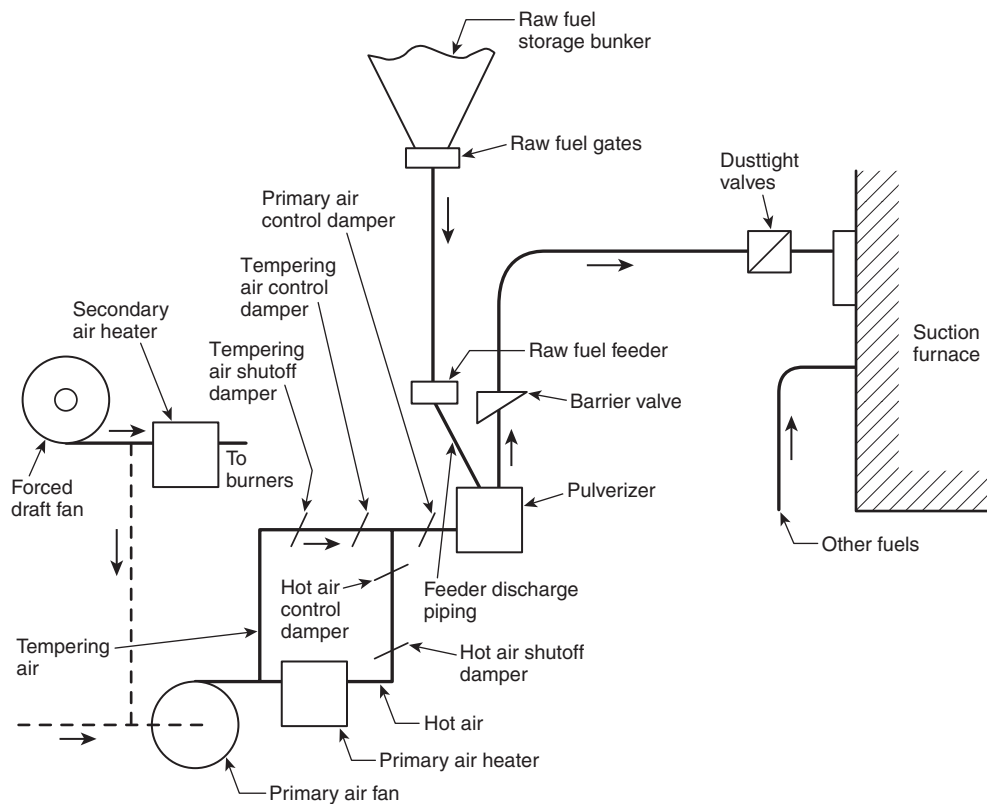 Raw fuel
storage bunker
Raw fuel gates
Dusttight
valves
Primary air
control damper
Tempering
air control
damper
Secondary
air heater
Tempering
air shutoff
damper
Suction
furnace
Raw fuel feeder
Barrier valve
To
burners
Forced
draft fan
Pulverizer
Other fuels
Hot air
control
damper
Feeder discharge
piping
Tempering
air
Hot air shutoff
damper
Hot air
Primary air heater
Primary air fan